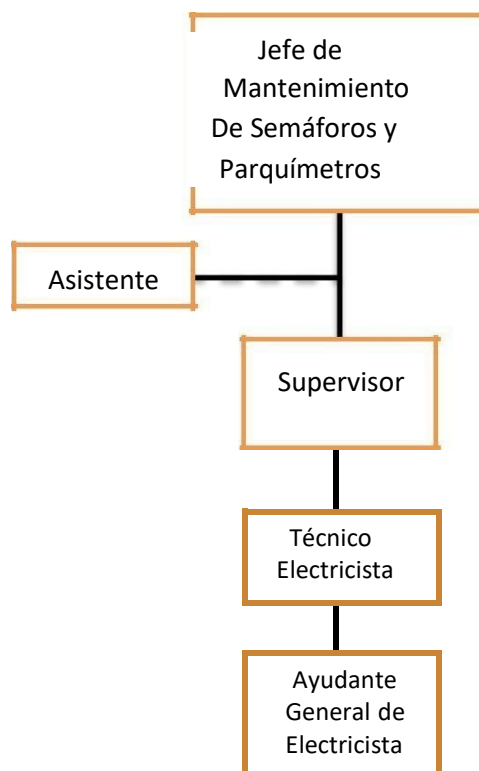 Jefe de
Mantenimiento
De Semáforos y
Parquímetros
Asistente
Supervisor
Técnico
Electricista
Ayudante
General de
Electricista